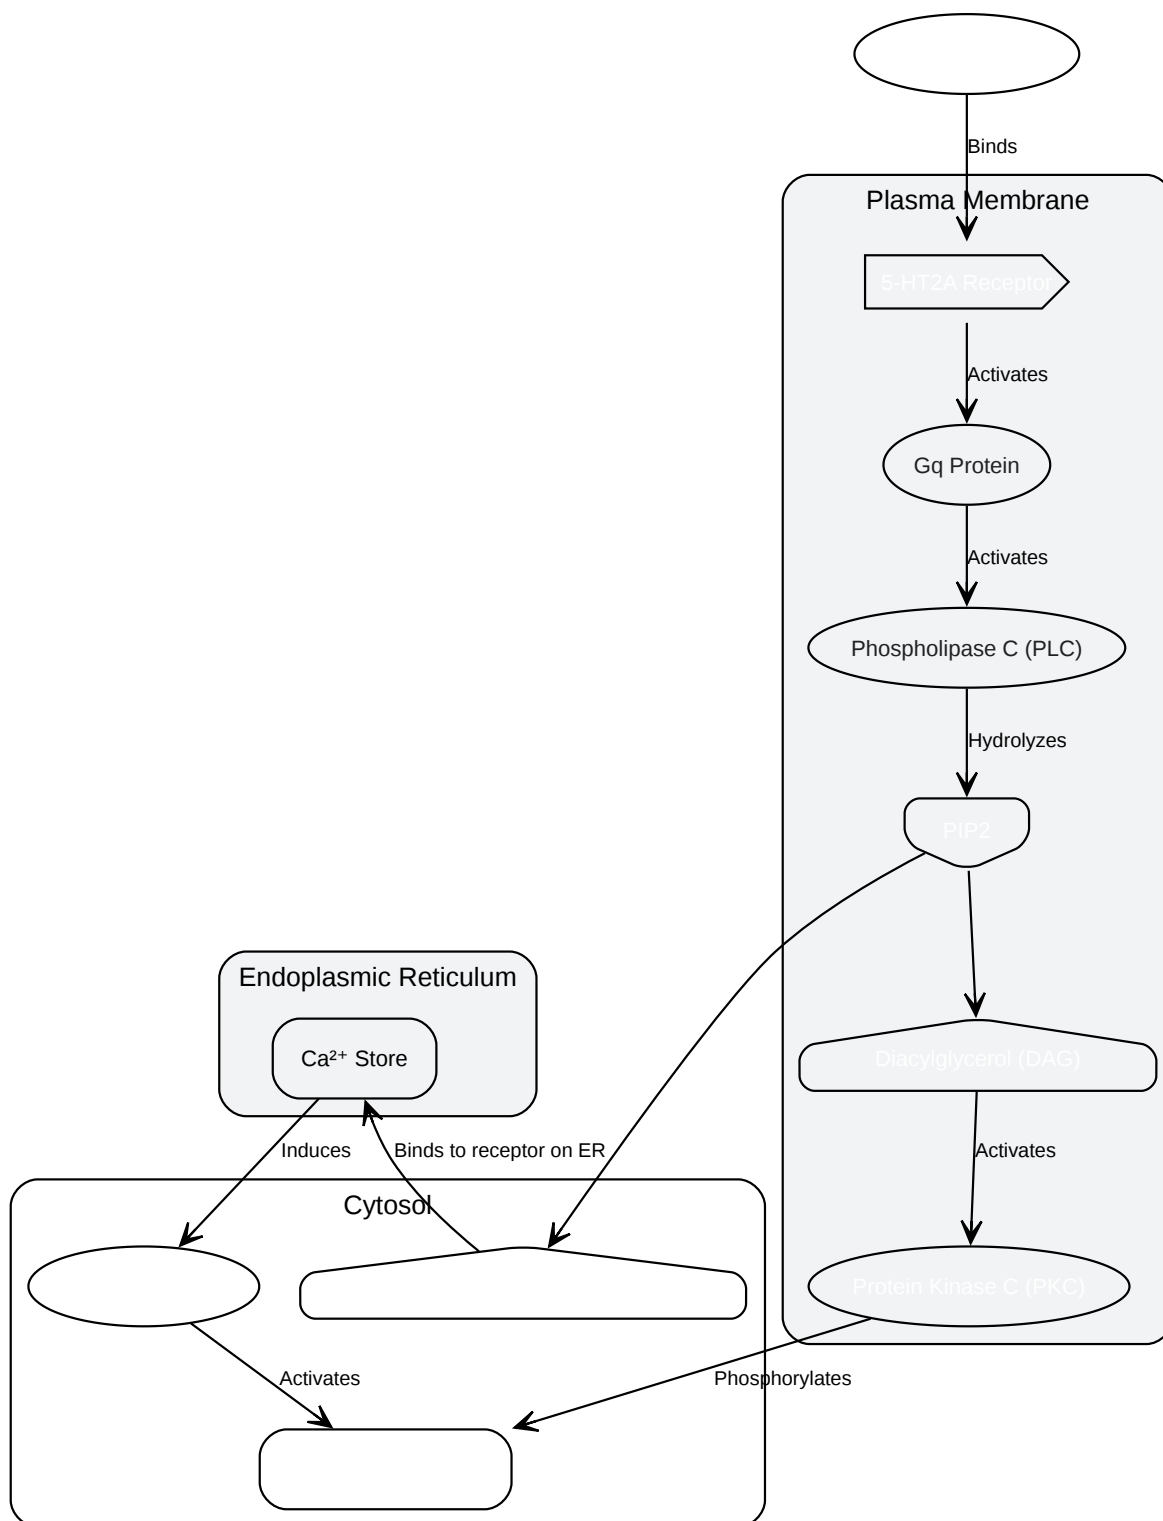 Binds
Plasma Membrane
5-HT2A Receptor
Activates
Gq Protein
Activates
Phospholipase C (PLC)
Hydrolyzes
PIP2
Endoplasmic Reticulum
Ca²⁺ Store
Diacylglycerol (DAG)
Induces
Binds to receptor on ER
Activates
Cytosol
Protein Kinase C (PKC)
Activates
Phosphorylates